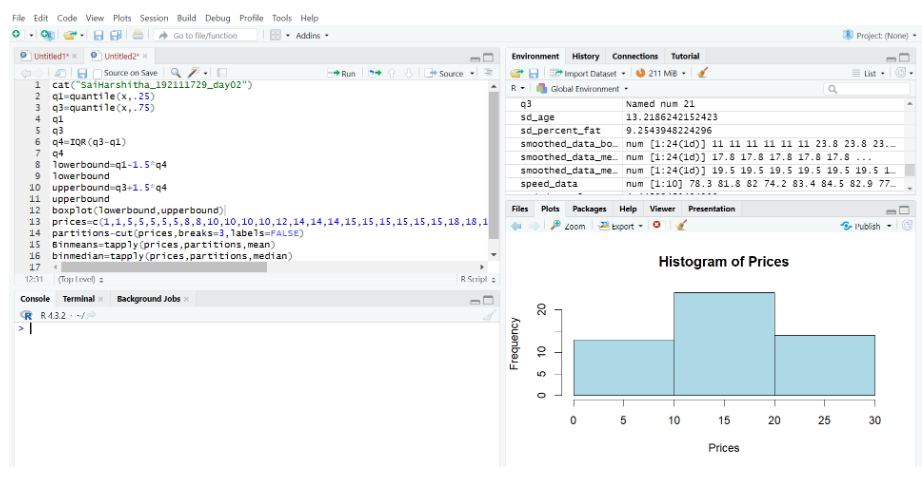 File Edit Code View Plots Session Build Debug Profile Tools Help
Go to file/function Addins Project: (None)
Untitled1* Untitled2*
Source on Save Run Source
1 cat("SaiHarshitha_192111729_day02")
2 q1=quantile(x,.25)
3 q3=quantile(x,.75)
4 q1
5 q3
6 q4=IQR(q3-q1)
7 q4
8 lowerbound=q1-1.5*q4
9 lowerbound
10 upperbound=q3+1.5*q4
11 upperbound
12 boxplot(lowerbound,upperbound)
13 prices=c(1,1,5,5,5,5,5,8,8,10,10,10,12,14,14,14,15,15,15,15,15,15,18,18,1
14 partitions=cut(prices,breaks=3,labels=FALSE)
15 Binmeans=tapply(prices,partitions,mean)
16 binmedian=tapply(prices,partitions,median)
17
12:31 (Top Level) R Script
Console Terminal Background Jobs
R 4.3.2 · ~/
>
Environment History Connections Tutorial
Import Dataset 211 MiB List
R Global Environment
q3 Named num 21
sd_age 13.2186242152423
sd_percent_fat 9.2543948224296
smoothed_data_bo… num [1:24(1d)] 11 11 11 11 11 11 23.8 23.8 23.…
smoothed_data_me… num [1:24(1d)] 17.8 17.8 17.8 17.8 17.8 ...
smoothed_data_me… num [1:24(1d)] 19.5 19.5 19.5 19.5 19.5 19.5 1…
speed_data num [1:10] 78.3 81.8 82 74.2 83.4 84.5 82.9 77…
Files Plots Packages Help Viewer Presentation
Zoom Export Publish
Histogram of Prices
Frequency
20
10
5
0
0 5 10 15 20 25 30
Prices